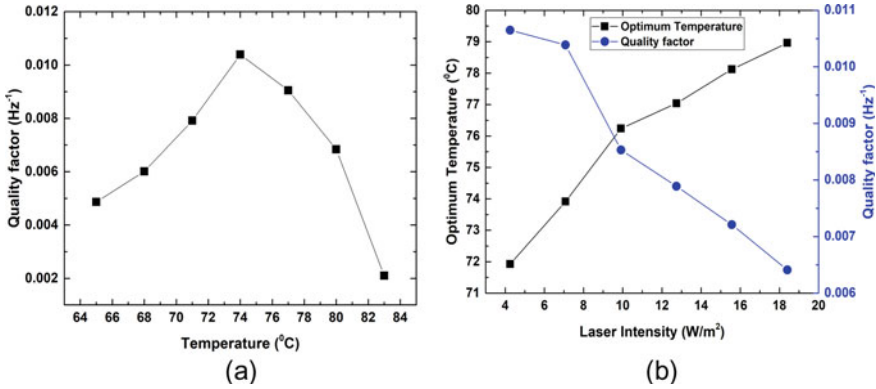 0.012
0.010
0.008
0.006
0.004
0.002
Quality factor (Hz⁻¹)
64 66 68 70 72 74 76 78 80 82 84
Temperature (⁰C)
(a)
80
79
78
77
76
75
74
73
72
71
Optimum Temperature (⁰C)
Optimum Temperature
Quality factor
0.011
0.010
0.009
0.008
0.007
0.006
Quality factor (Hz⁻¹)
4 6 8 10 12 14 16 18 20
Laser Intensity (W/m²)
(b)